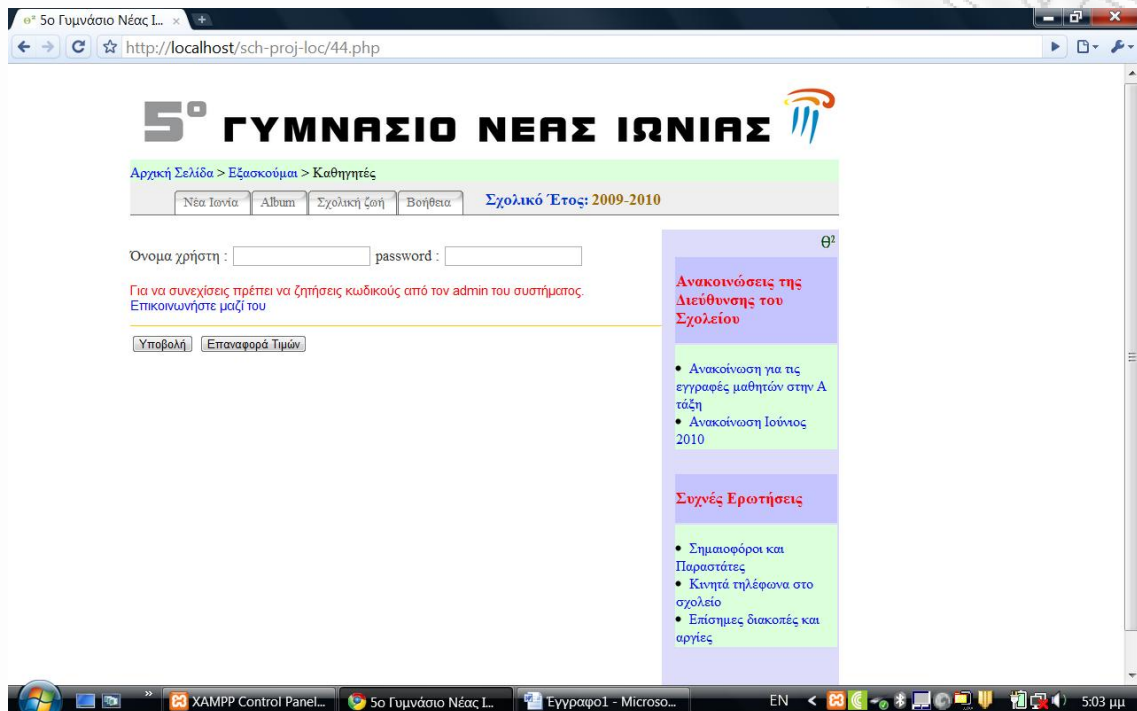 5ο Γυμνάσιο Νέας Ι...
http://localhost/sch-proj-loc/44.php
5ο ΓΥΜΝΑΣΙΟ ΝΕΑΣ ΙΩΝΙΑΣ
Αρχική Σελίδα > Εξασκούμαι > Καθηγητές
Νέα Ιωνία Album Σχολική ζωή Βοήθεια Σχολικό Έτος: 2009-2010
θ²
Όνομα χρήστη : password :
Για να συνεχίσεις πρέπει να ζητήσεις κωδικούς από τον admin του συστήματος.
Επικοινωνήστε μαζί του
Υποβολή Επαναφορά Τιμών
Ανακοινώσεις της
Διεύθυνσης του
Σχολείου
• Ανακοίνωση για τις
εγγραφές μαθητών στην Α
τάξη
• Ανακοίνωση Ιούνιος
2010
Συχνές Ερωτήσεις
• Σημαιοφόροι και
Παραστάτες
• Κινητά τηλέφωνα στο
σχολείο
• Επίσημες διακοπές και
αργίες
XAMPP Control Panel... 5ο Γυμνάσιο Νέας Ι... Έγγραφο1 - Microso... EN 5:03 μμ